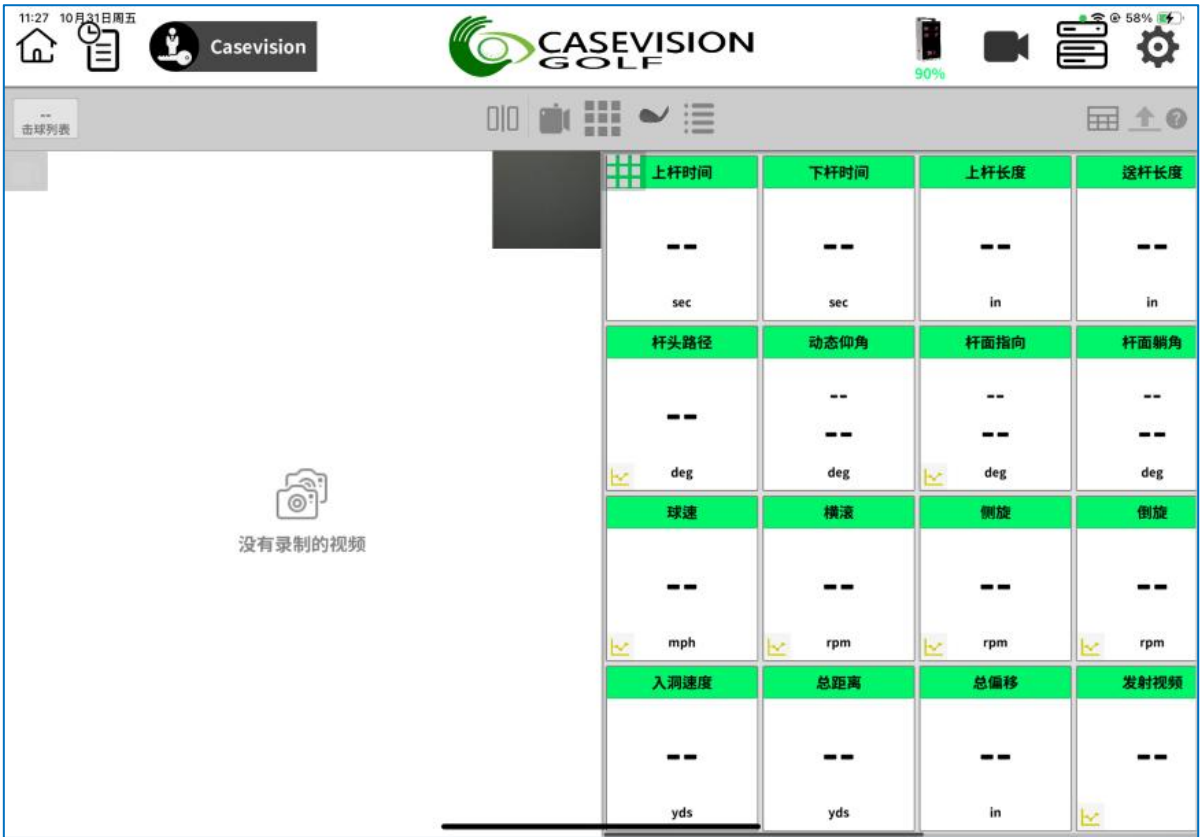 11:27 10月31日周五
58%
Casevision
CASEVISION
GOLF
90%
--
击球列表
上杆时间 下杆时间 上杆长度 送杆长度
-- -- -- --
sec sec in in
杆头路径 动态仰角 杆面指向 杆面躺角
-- -- --
-- -- -- --
deg deg deg deg
球速 横滚 侧旋 倒旋
-- -- -- --
mph rpm rpm rpm
没有录制的视频
入洞速度 总距离 总偏移 发射视频
-- -- -- --
yds yds in